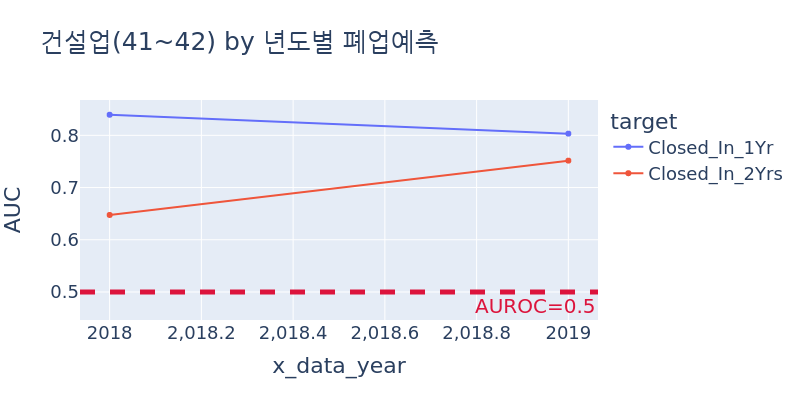 건설업(41~42) by 년도별 폐업예측
target
Closed_In_1Yr
Closed_In_2Yrs
AUC
0.8
0.7
0.6
0.5
AUROC=0.5
2018
2,018.2
2,018.4
2,018.6
2,018.8
2019
x_data_year